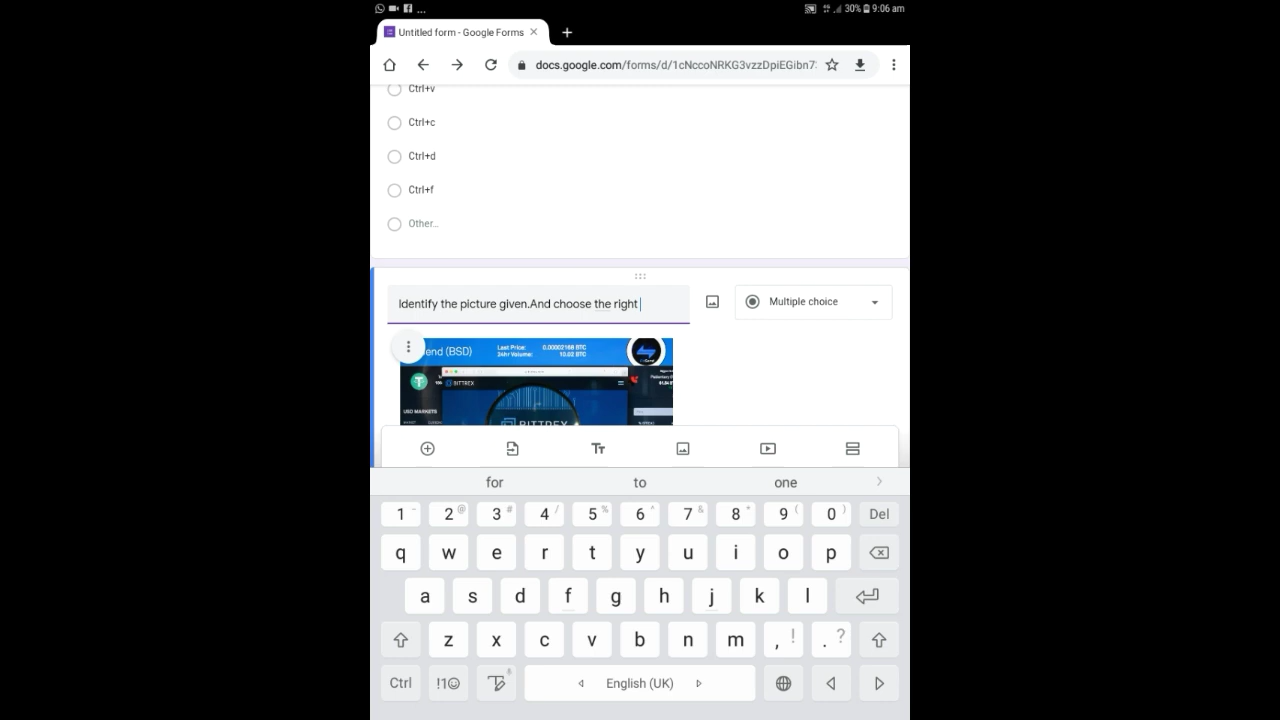 ...
30% 9:06 am
Untitled form - Google Forms
docs.google.com/forms/d/1cNccoNRKG3vzzDpiEGibn7
Ctrl+v
Ctrl+c
Ctrl+d
Ctrl+f
Other...
Identify the picture given.And choose the right
Multiple choice
end (BSD)
Last Price: 0.00002168 BTC
24hr Volume: 10.02 BTC
BITTREX
USD MARKETS
BITTREX
Tт
for to one
1 - 2 @ 3 # 4 / 5 % 6 ^ 7 & 8 * 9 ( 0 ) Del
q w e r t y u i o p
a s d f g h j k l
z x c v b n m , ! . ?
Ctrl !1☺ English (UK)